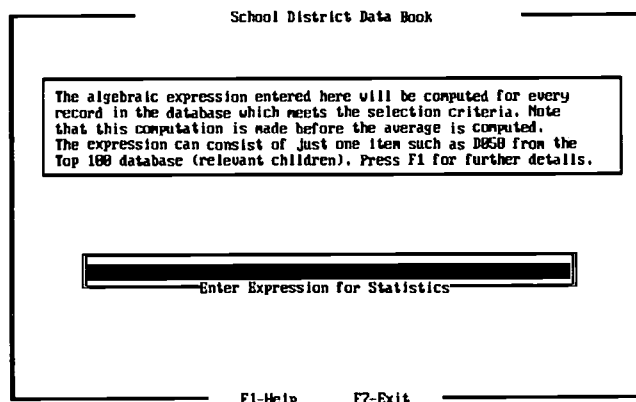 School District Data Book
The algebraic expression entered here will be computed for every
record in the database which meets the selection criteria. Note
that this computation is made before the average is computed.
The expression can consist of just one item such as D050 from the
Top 100 database (relevant children). Press F1 for further details.
Enter Expression for Statistics
F1-Help F7-Exit